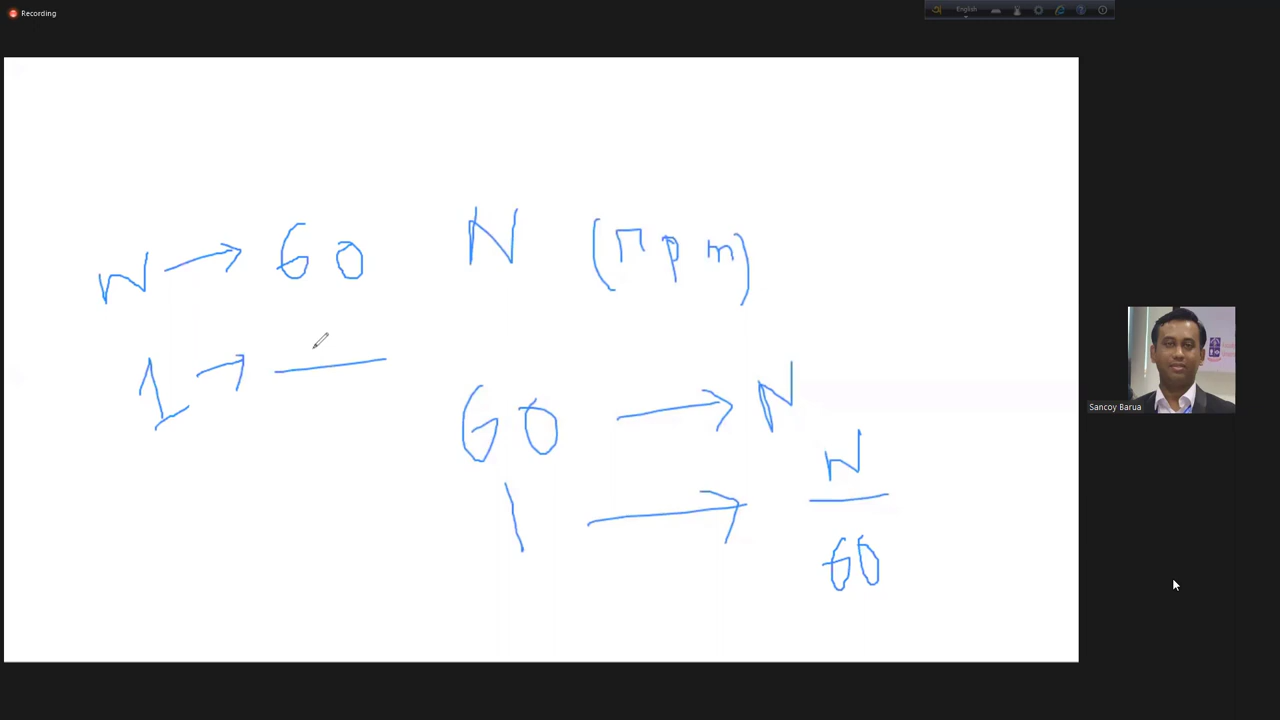 Recording
English
N → 60 N (rpm)
1 → —
60 → N
1 → N/60
Sancoy Barua